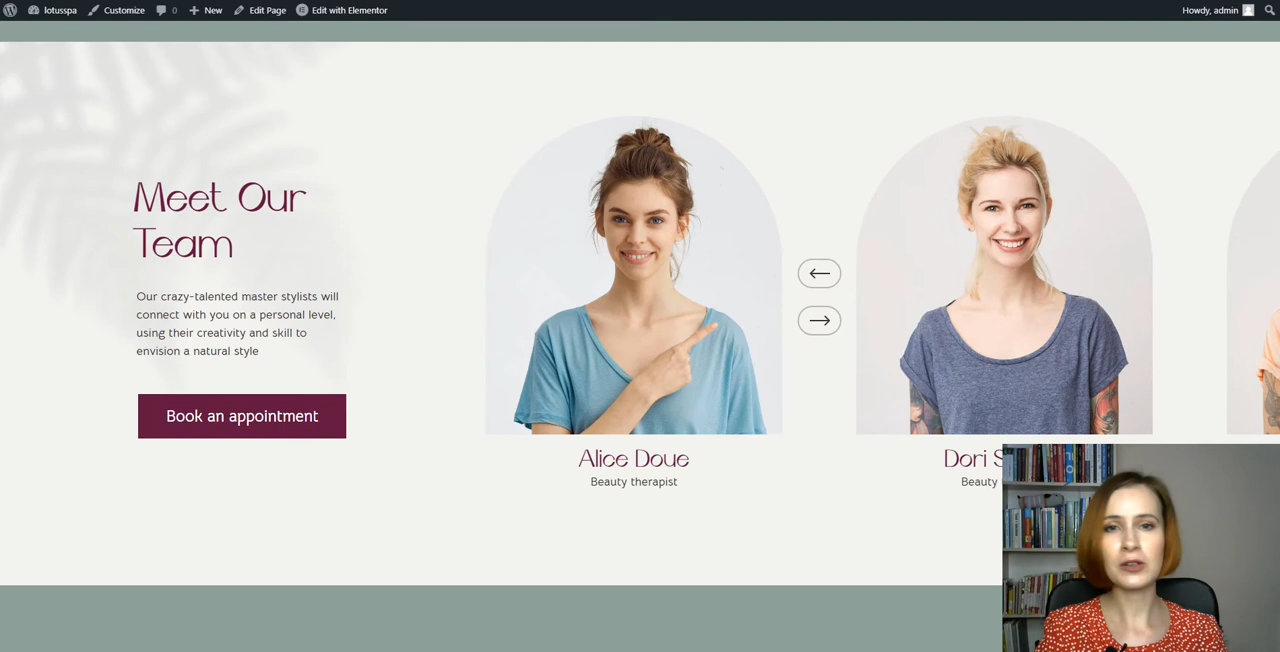 lotusspa Customize 0 New Edit Page Edit with Elementor Howdy, admin
Meet Our
Team
Our crazy-talented master stylists will
connect with you on a personal level,
using their creativity and skill to
envision a natural style
Book an appointment
Alice Doue
Beauty therapist
Dori S
Beauty